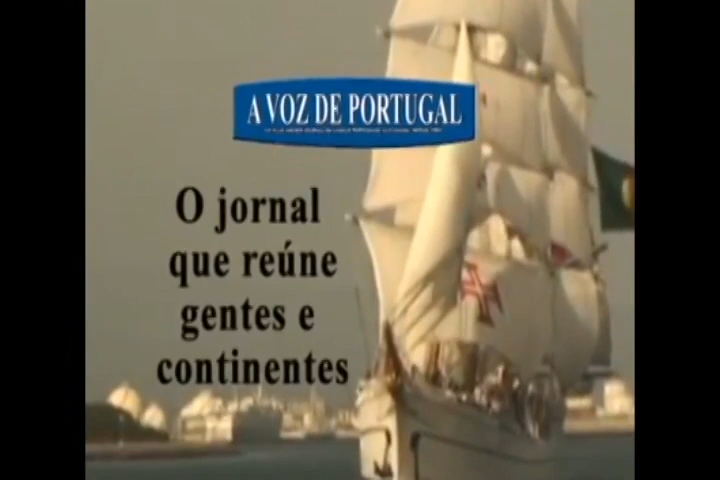 A VOZ DE PORTUGAL
O jornal
que reúne
gentes e
continentes